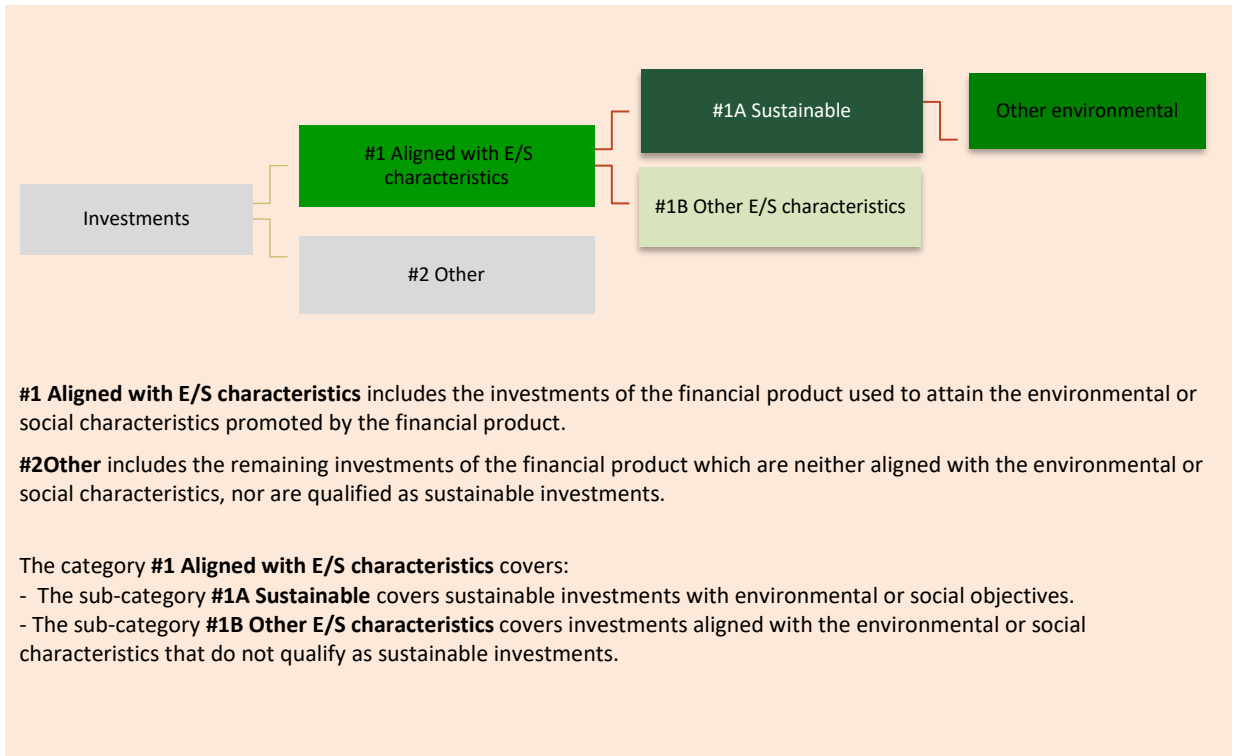 #1A Sustainable
Other environmental
#1 Aligned with E/S
characteristics
#1B Other E/S characteristics
Investments
#2 Other
#1 Aligned with E/S characteristics includes the investments of the financial product used to attain the environmental or
social characteristics promoted by the financial product.
#2Other includes the remaining investments of the financial product which are neither aligned with the environmental or
social characteristics, nor are qualified as sustainable investments.
The category #1 Aligned with E/S characteristics covers:
- The sub-category #1A Sustainable covers sustainable investments with environmental or social objectives.
- The sub-category #1B Other E/S characteristics covers investments aligned with the environmental or social
characteristics that do not qualify as sustainable investments.